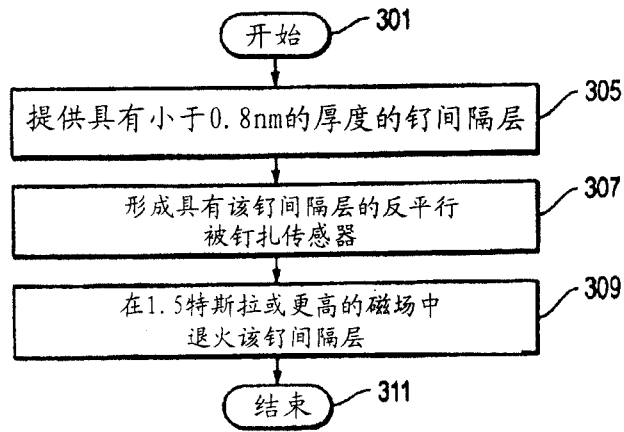 开始
301
提供具有小于0.8nm的厚度的钌间隔层
305
形成具有该钌间隔层的反平行
被钉扎传感器
307
在1.5特斯拉或更高的磁场中
退火该钌间隔层
309
结束
311